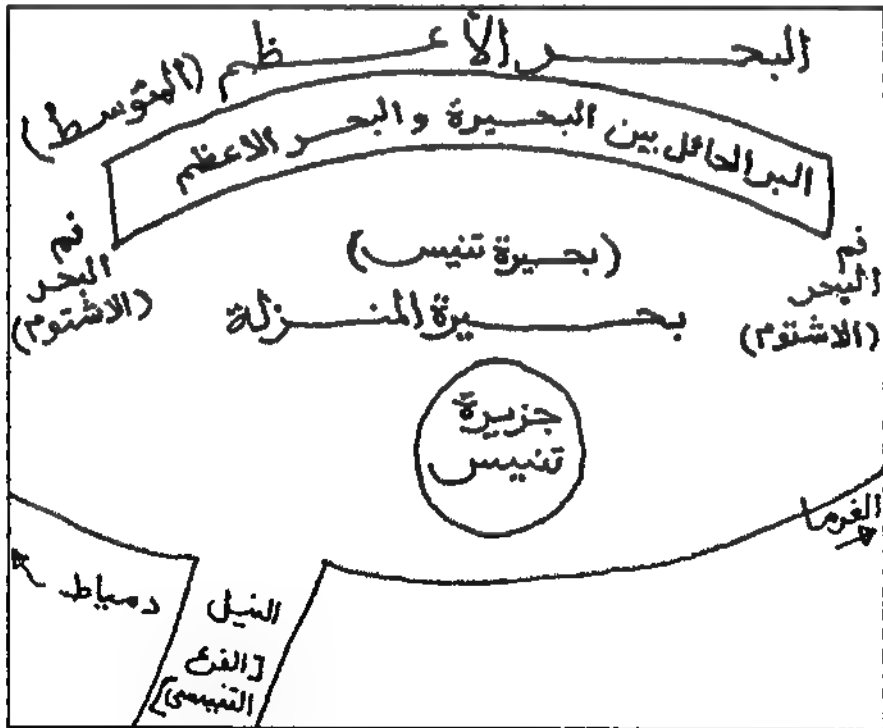 البحر الأعظم (المتوسط)
البر الحائل بين البحيرة و البحر الاعظم
فم
البحر
(الاشتوم)
فم
البحر
(الاشتوم)
(بحيرة تنيس)
بحيرة المنزلة
جزيرة
تنيس
الفرما
دمياط
النيل
[الفرع
التنيسى]